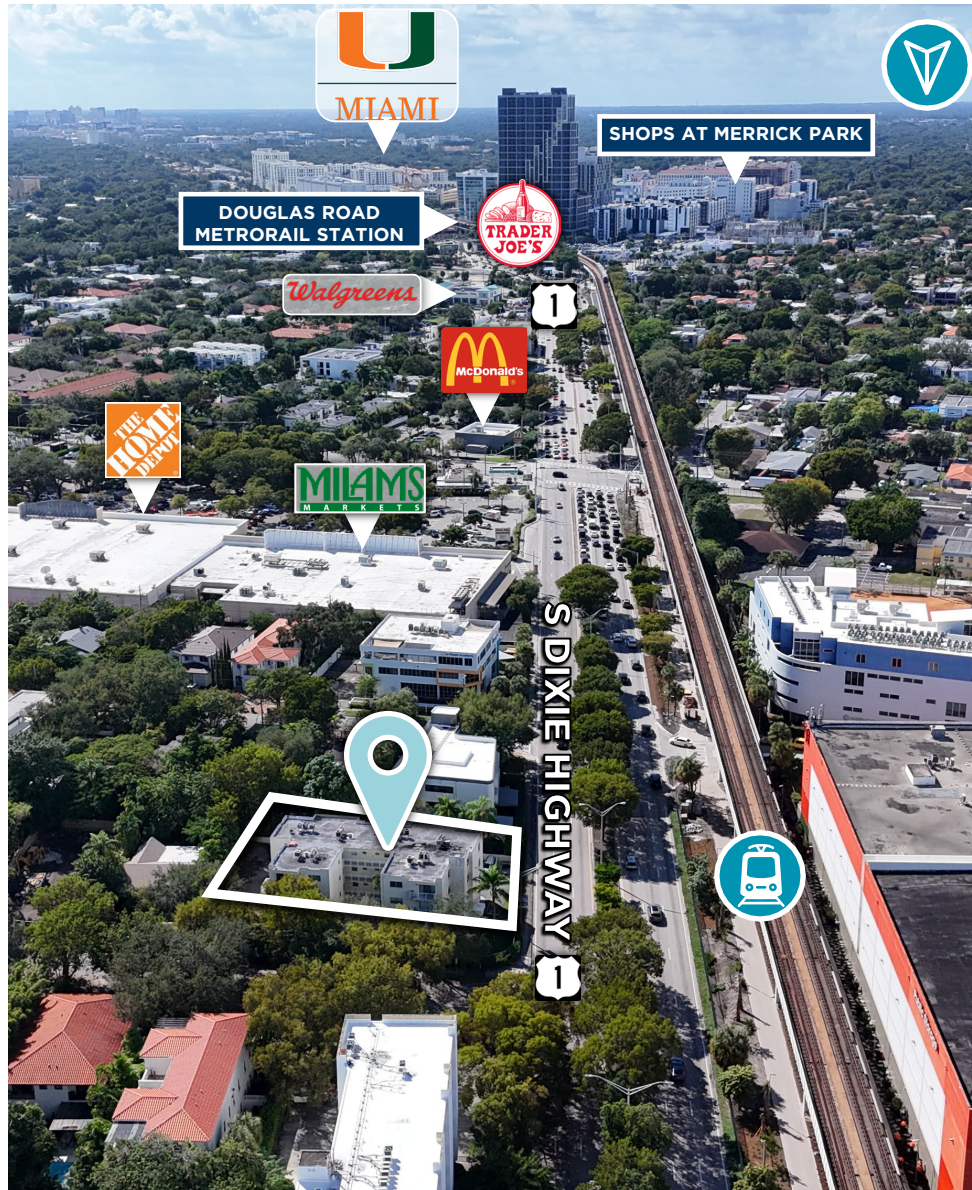 MIAMI
SHOPS AT MERRICK PARK
DOUGLAS ROAD
METRORAIL STATION
TRADER
JOE'S
Walgreens
1
McDonald's
THE
HOME
DEPOT
MILAM'S
MARKETS
S DIXIE HIGHWAY
1